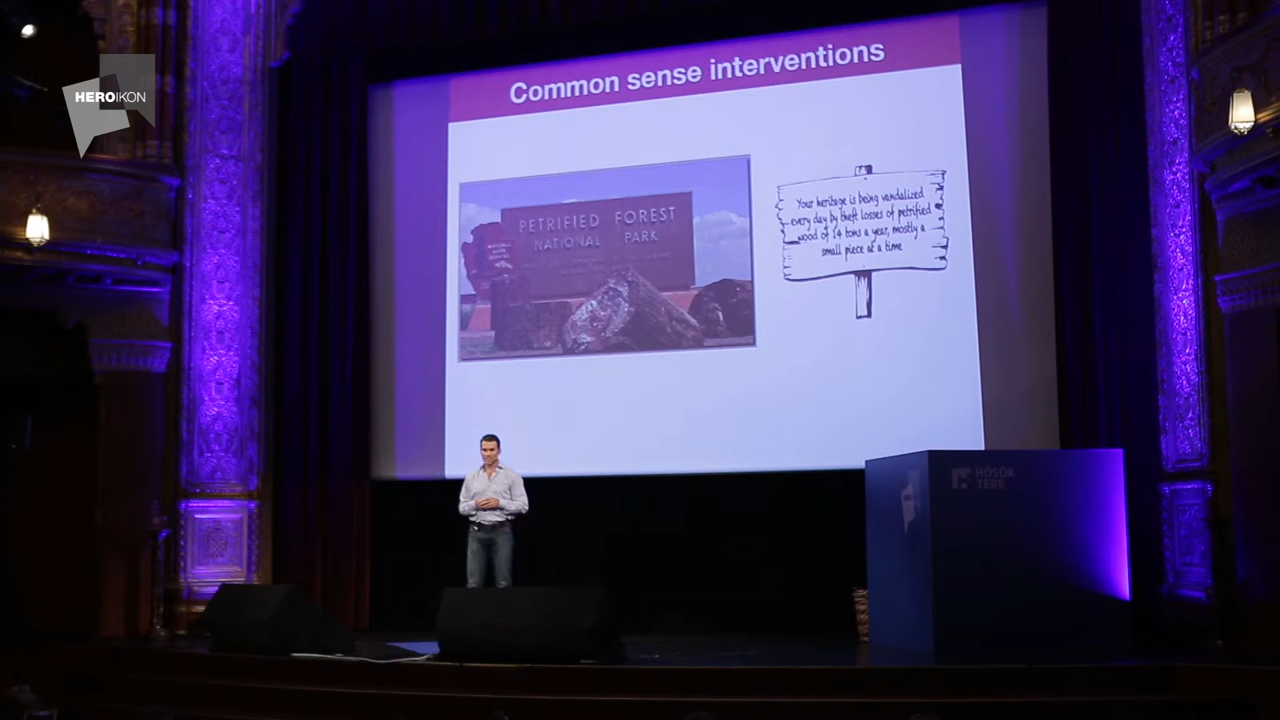 HEROIKON
Common sense interventions
PETRIFIED FOREST
NATIONAL PARK
Your heritage is being vandalized
every day by theft losses of petrified
wood of 14 tons a year, mostly a
small piece at a time
HŐSÖK
TERE